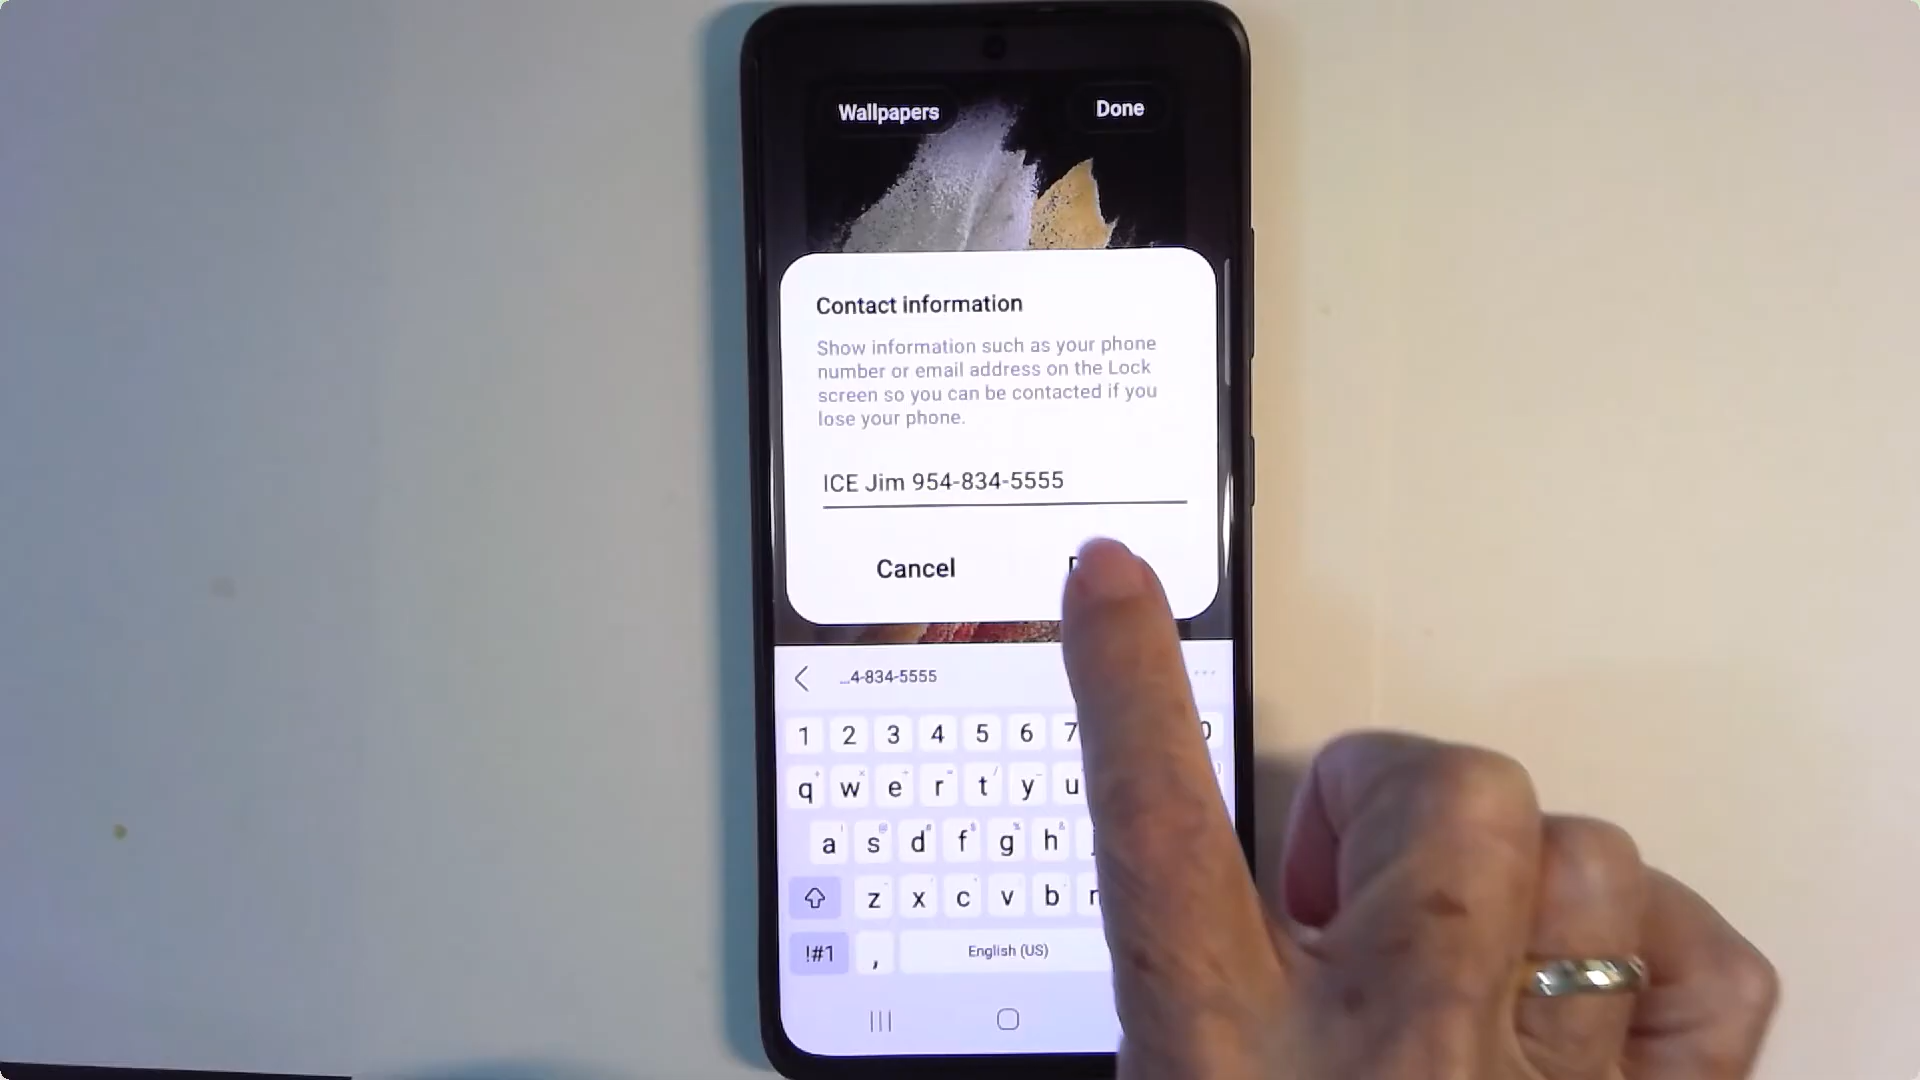 Wallpapers
Done
Contact information
Show information such as your phone
number or email address on the Lock
screen so you can be contacted if you
lose your phone.
ICE Jim 954-834-5555
Cancel
...4-834-5555
1 2 3 4 5 6 7
q w e r t y u
a s d f g h
z x c v b
!#1 , English (US)